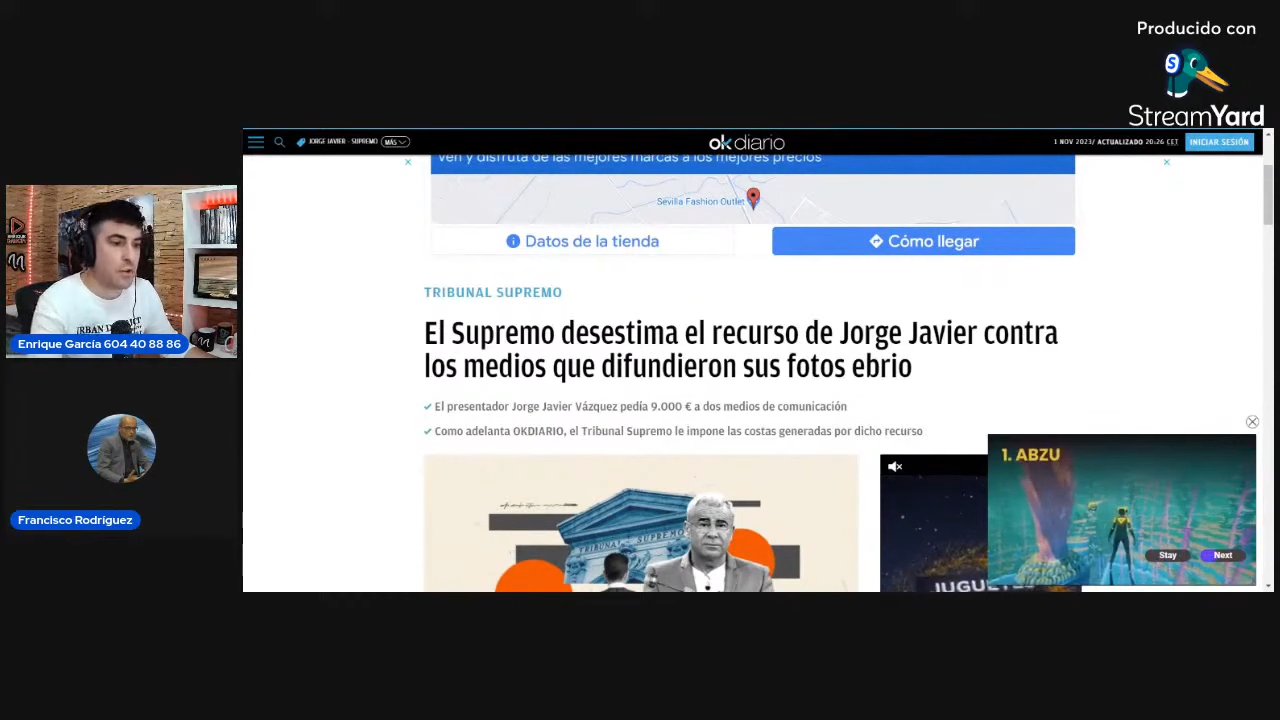 Producido con
StreamYard
JORGE JAVIER - SUPREMO
MÁS
okdiario
1 NOV 2023/ ACTUALIZADO 20:26 CET
INICIAR SESIÓN
Ven y disfruta de las mejores marcas a los mejores precios
Sevilla Fashion Outlet
Datos de la tienda
Cómo llegar
TRIBUNAL SUPREMO
El Supremo desestima el recurso de Jorge Javier contra
los medios que difundieron sus fotos ebrio
El presentador Jorge Javier Vázquez pedía 9.000 € a dos medios de comunicación
Como adelanta OKDIARIO, el Tribunal Supremo le impone las costas generadas por dicho recurso
1. ABZU
Stay
Next
TRIBUNAL SUPREMO
Enrique García 604 40 88 86
Francisco Rodríguez